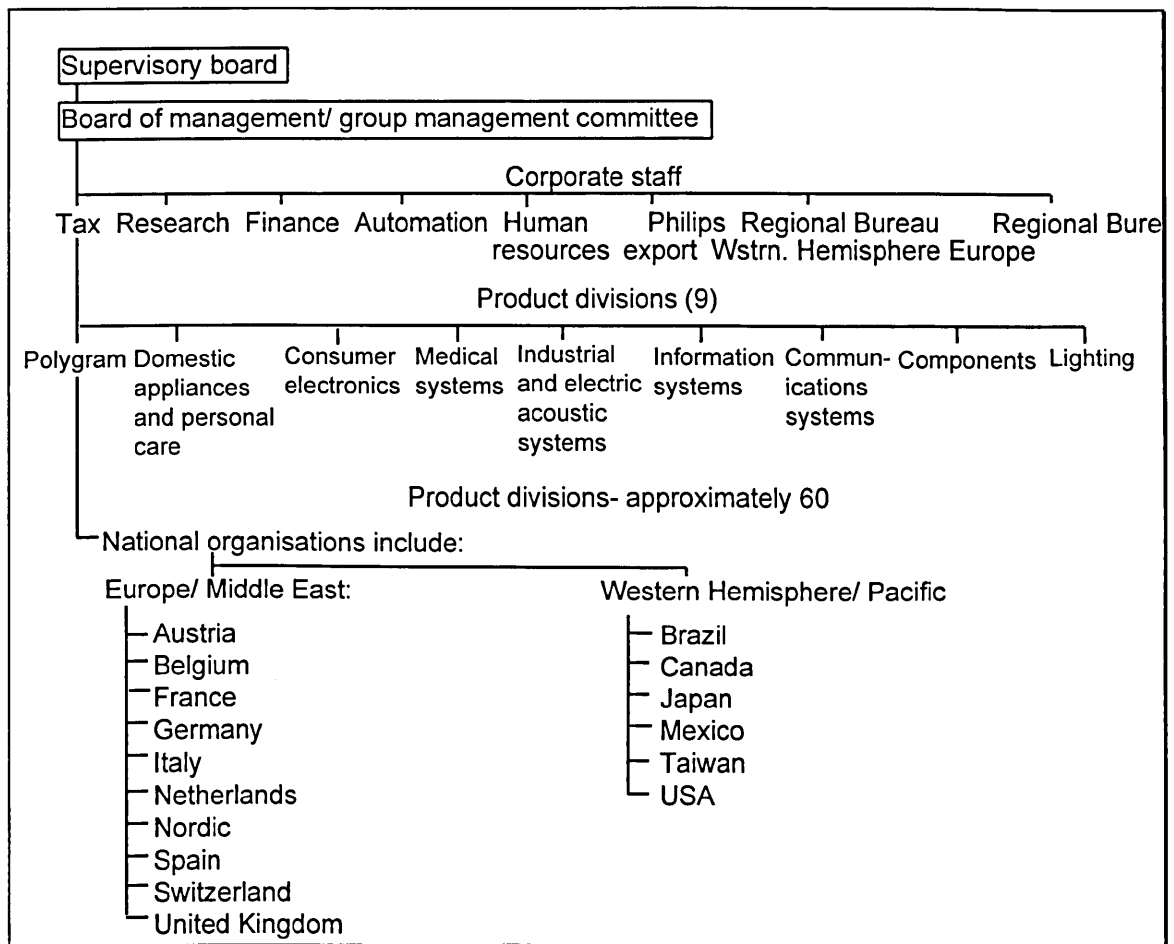 Supervisory board
Board of management/ group management committee
Corporate staff
Tax Research Finance Automation Human Philips Regional Bureau Regional Bure
resources export Wstrn. Hemisphere Europe
Product divisions (9)
Polygram Domestic appliances and personal care
Consumer electronics
Medical systems
Industrial and electric acoustic systems
Information systems
Commun-
ications
systems
Components
Lighting
Product divisions- approximately 60
National organisations include:
Europe/ Middle East:
Austria
Belgium
France
Germany
Italy
Netherlands
Nordic
Spain
Switzerland
United Kingdom
Western Hemisphere/ Pacific
Brazil
Canada
Japan
Mexico
Taiwan
USA